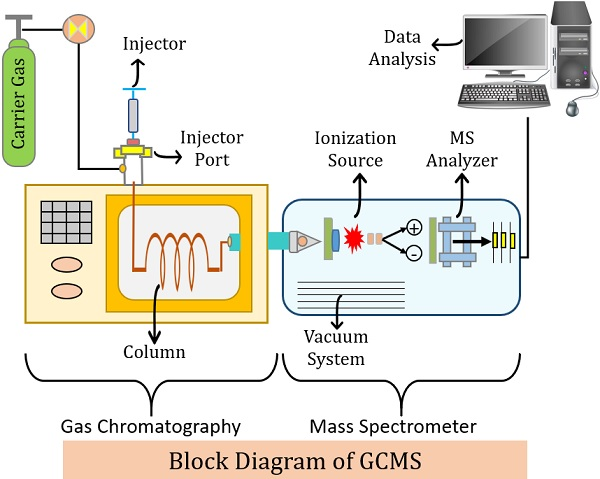 Carrier Gas
Injector
Injector
Port
Data
Analysis
Ionization
Source
MS
Analyzer
+
-
Column
Vacuum
System
Gas Chromatography
Mass Spectrometer
Block Diagram of GCMS